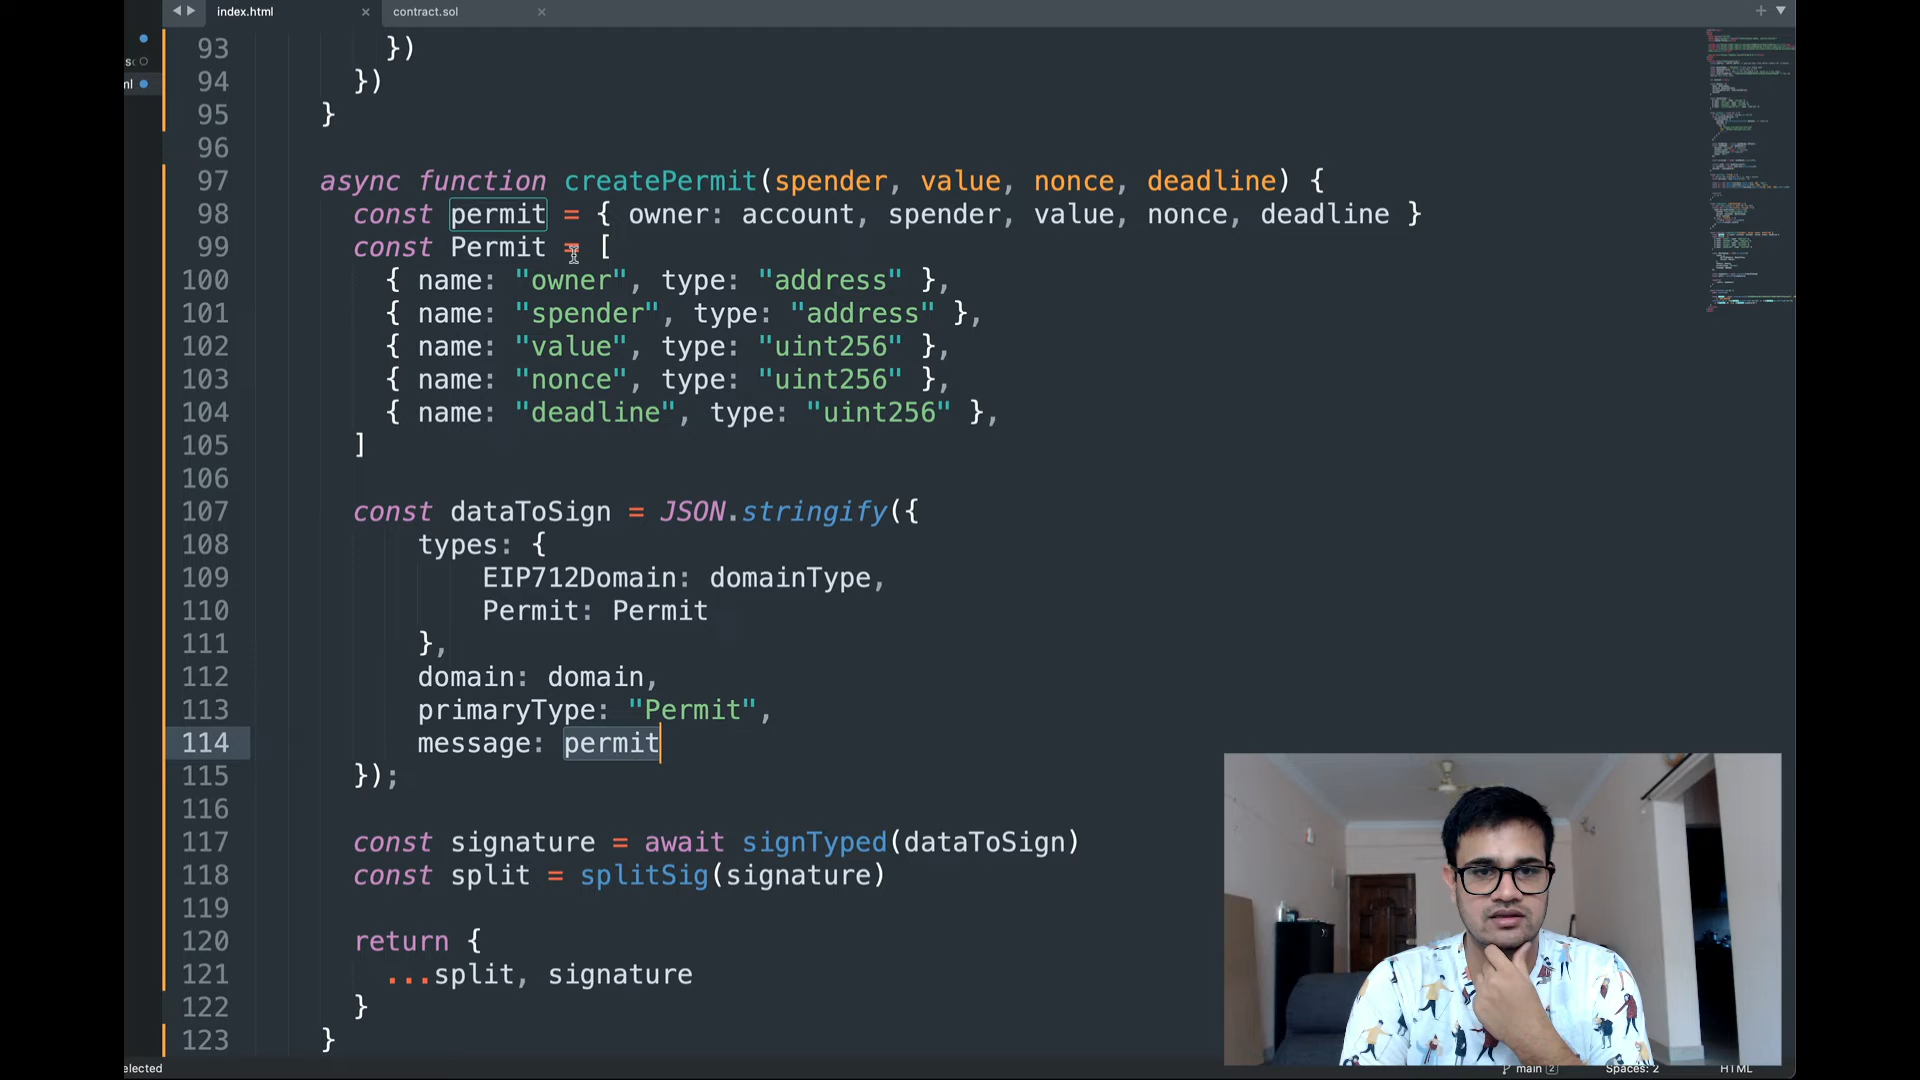 index.html
contract.sol
sc
ml
93 })
94 })
95 }
96
97 async function createPermit(spender, value, nonce, deadline) {
98 const permit = { owner: account, spender, value, nonce, deadline }
99 const Permit = [
100 { name: "owner", type: "address" },
101 { name: "spender", type: "address" },
102 { name: "value", type: "uint256" },
103 { name: "nonce", type: "uint256" },
104 { name: "deadline", type: "uint256" },
105 ]
106
107 const dataToSign = JSON.stringify({
108 types: {
109 EIP712Domain: domainType,
110 Permit: Permit
111 },
112 domain: domain,
113 primaryType: "Permit",
114 message: permit
115 });
116
117 const signature = await signTyped(dataToSign)
118 const split = splitSig(signature)
119
120 return {
121 ...split, signature
122 }
123 }
elected
main 2
Spaces: 2
HTML